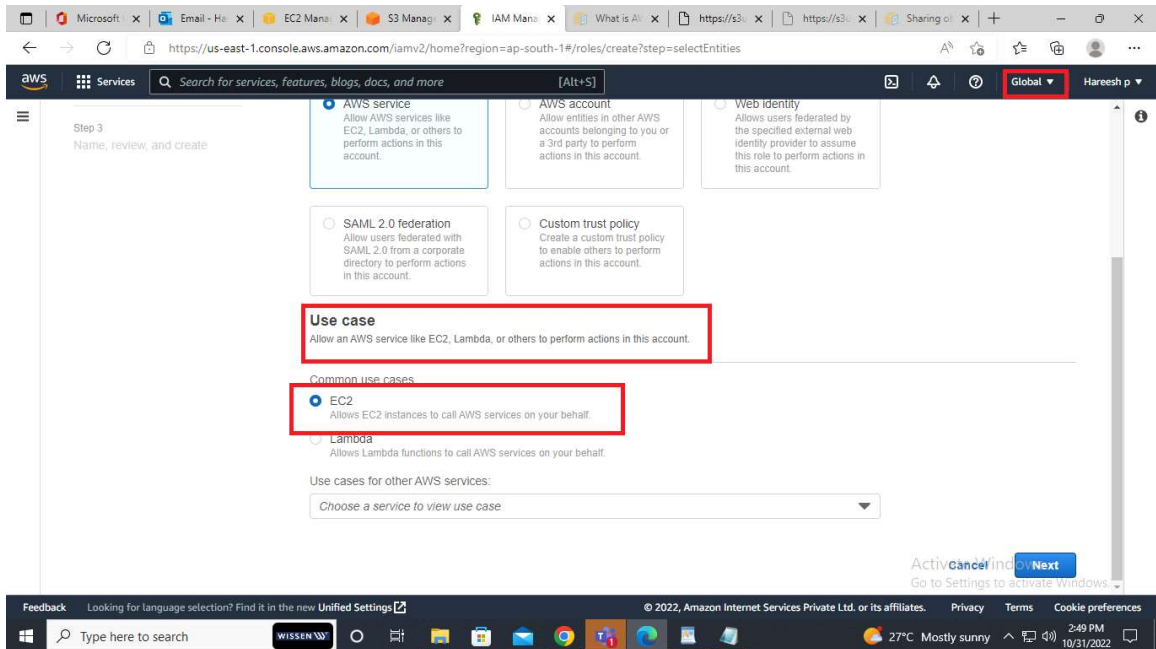 Microsoft
Email - Ha
EC2 Mana
S3 Manag
IAM Mana
What is A
https://s3
https://s3
Sharing o
https://us-east-1.console.aws.amazon.com/iamv2/home?region=ap-south-1#/roles/create?step=selectEntities
aws
Services
Search for services, features, blogs, docs, and more
[Alt+S]
Global
Hareesh p
Step 3
Name, review, and create
AWS service
Allow AWS services like
EC2, Lambda, or others to
perform actions in this
account.
AWS account
Allow entities in other AWS
accounts belonging to you or
a 3rd party to perform
actions in this account.
Web identity
Allows users federated by
the specified external web
identity provider to assume
this role to perform actions in
this account.
SAML 2.0 federation
Allow users federated with
SAML 2.0 from a corporate
directory to perform actions
in this account.
Custom trust policy
Create a custom trust policy
to enable others to perform
actions in this account.
Use case
Allow an AWS service like EC2, Lambda, or others to perform actions in this account.
Common use cases
EC2
Allows EC2 instances to call AWS services on your behalf.
Lambda
Allows Lambda functions to call AWS services on your behalf.
Use cases for other AWS services:
Choose a service to view use case
Activate Windows
Go to Settings to activate Windows.
Cancel
Next
Feedback
Looking for language selection? Find it in the new Unified Settings
© 2022, Amazon Internet Services Private Ltd. or its affiliates.
Privacy
Terms
Cookie preferences
Type here to search
WISSEN
27°C Mostly sunny
2:49 PM
10/31/2022